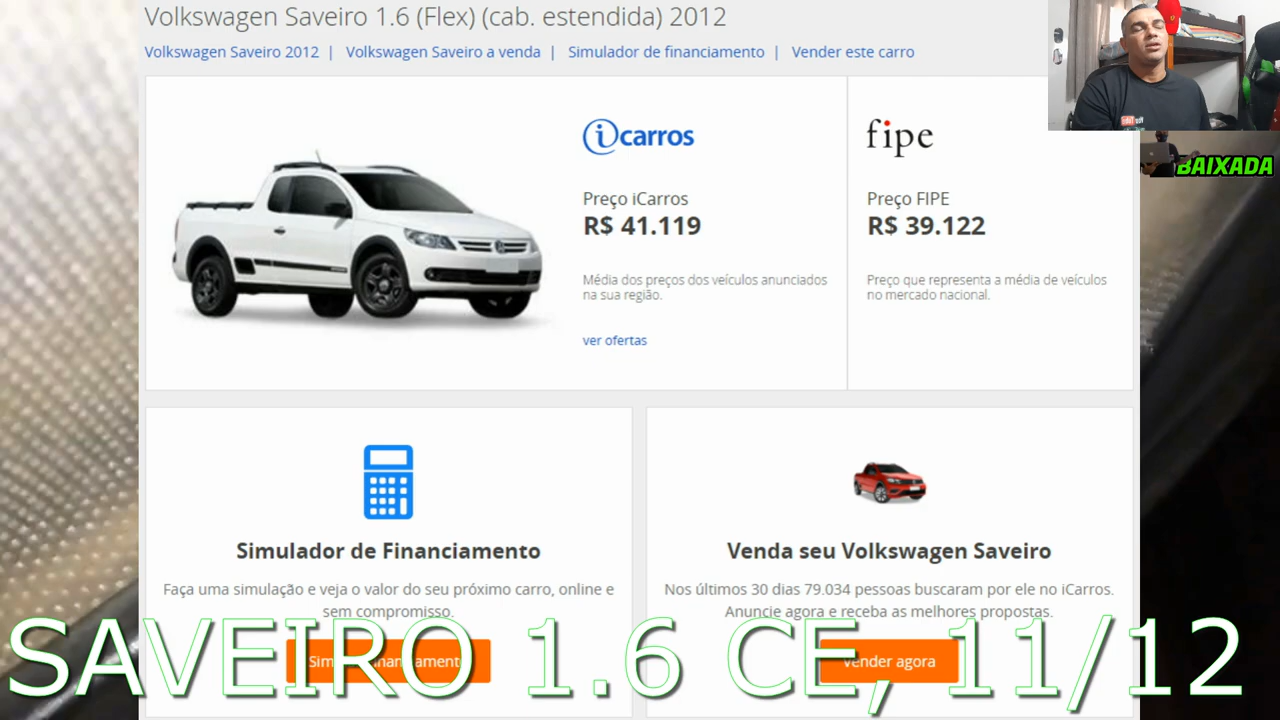 Volkswagen Saveiro 1.6 (Flex) (cab. estendida) 2012
Volkswagen Saveiro 2012 | Volkswagen Saveiro a venda | Simulador de financiamento | Vender este carro
icarros
Preço iCarros
R$ 41.119
Média dos preços dos veículos anunciados
na sua região.
ver ofertas
fipe
Preço FIPE
R$ 39.122
Preço que representa a média de veículos
no mercado nacional.
BAIXADA
Simulador de Financiamento
Faça uma simulação e veja o valor do seu próximo carro, online e
sem compromisso.
Venda seu Volkswagen Saveiro
Nos últimos 30 dias 79.034 pessoas buscaram por ele no iCarros.
Anuncie agora e receba as melhores propostas.
Vender agora
SAVEIRO 1.6 CE, 11/12